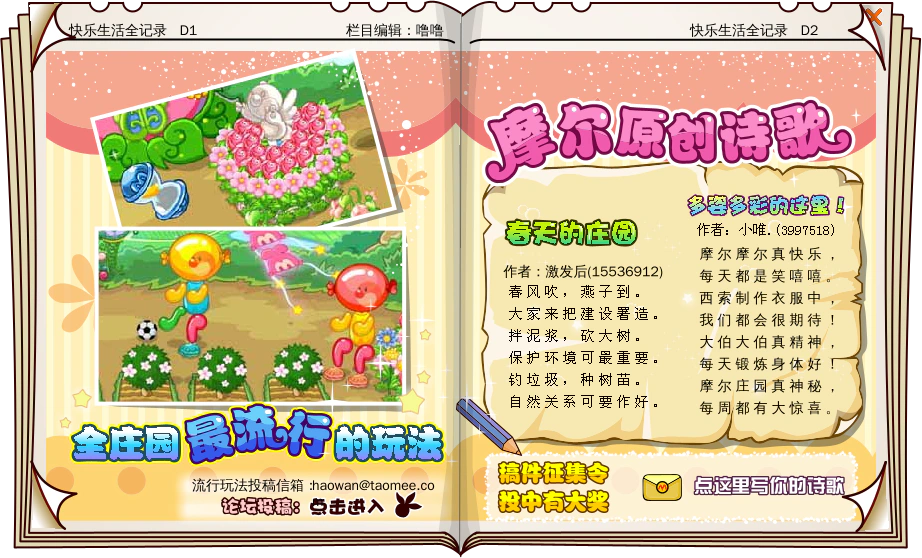 快乐生活全记录 D1
栏目编辑：噜噜
全庄园最流行的玩法
流行玩法投稿信箱:haowan@taomee.co
论坛投稿：点击进入
快乐生活全记录 D2
摩尔原创诗歌
春天的庄园
作者：激发后(15536912)
春风吹，燕子到。
大家来把建设署造。
拌泥浆，砍大树。
保护环境可最重要。
钓垃圾，种树苗。
自然关系可要作好。
多姿多彩的这里！
作者：小唯.(3997518)
摩尔摩尔真快乐，
每天都是笑嘻嘻。
西索制作衣服中，
我们都会很期待！
大伯大伯真精神，
每天锻炼身体好！
摩尔庄园真神秘，
每周都有大惊喜。
稿件征集令
投中有大奖
点这里写你的诗歌